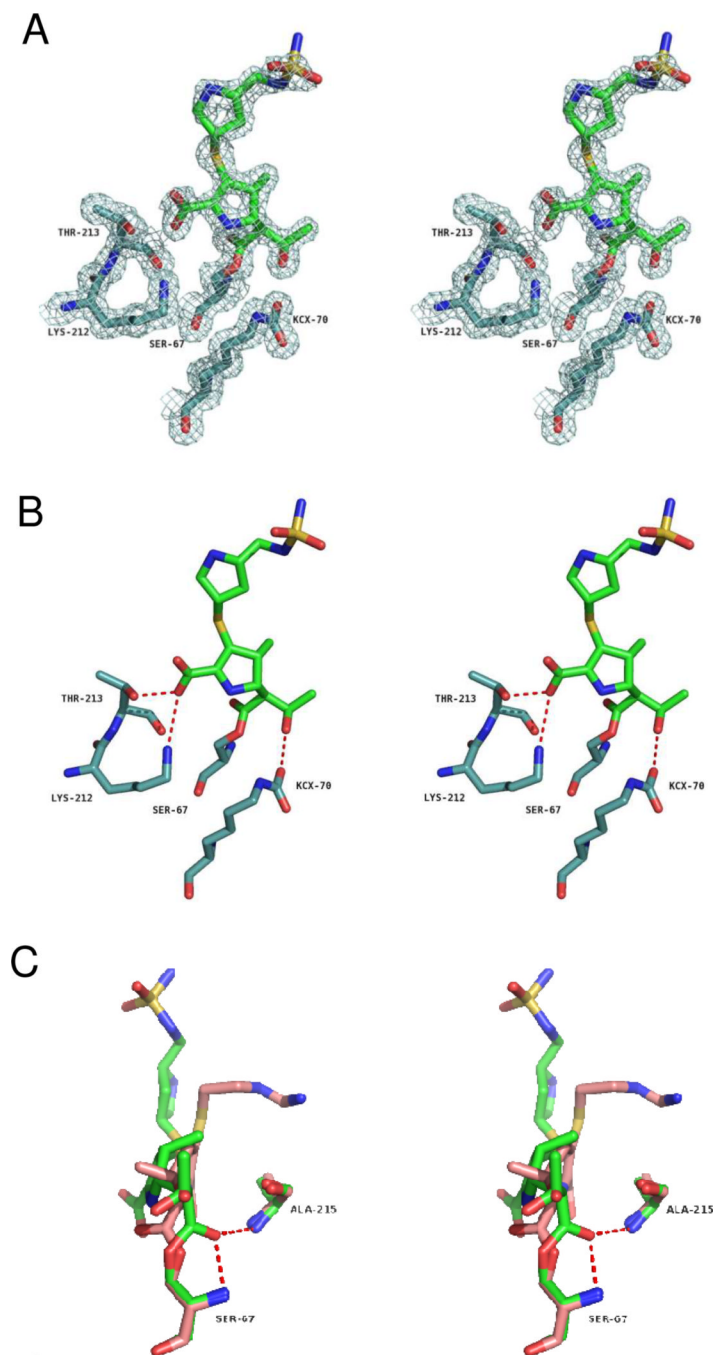 A
THR-213 THR-213
KCX-70 KCX-70
LYS-212 SER-67 LYS-212 SER-67
B
THR-213 THR-213
KCX-70 KCX-70
LYS-212 SER-67 LYS-212 SER-67
C
ALA-215 ALA-215
SER-67 SER-67